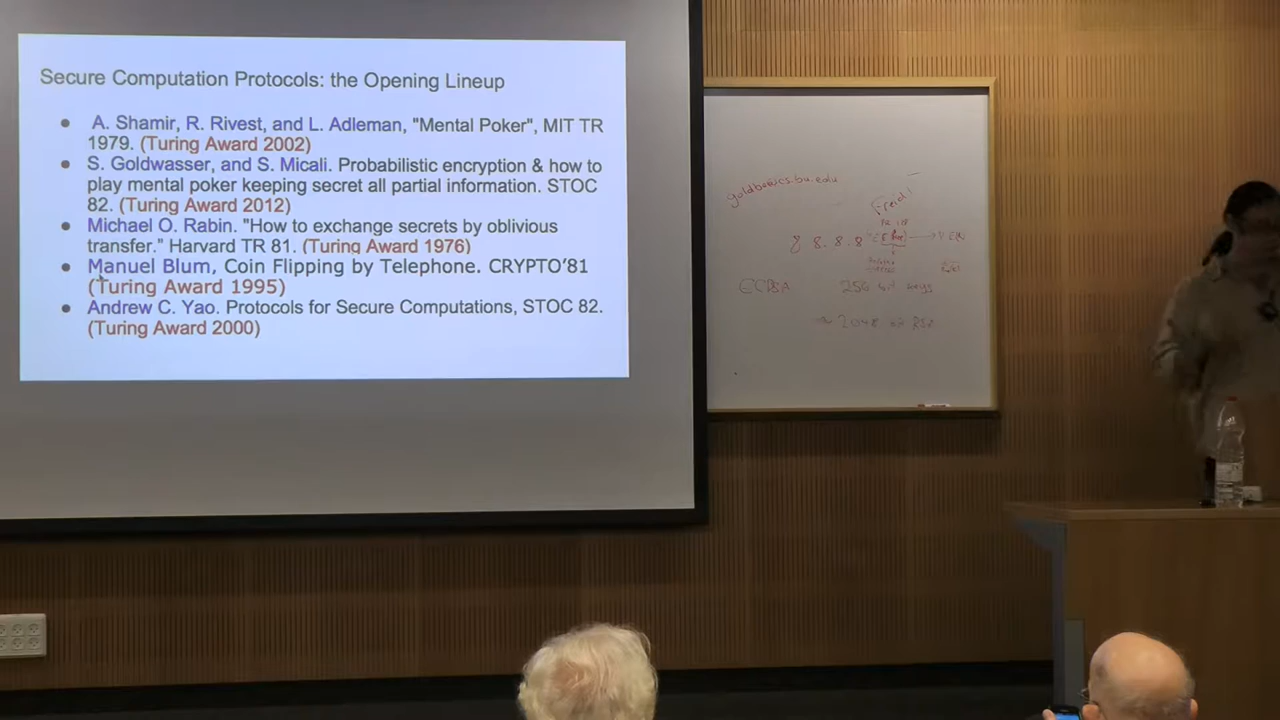 Secure Computation Protocols: the Opening Lineup
● A. Shamir, R. Rivest, and L. Adleman, "Mental Poker", MIT TR
1979. (Turing Award 2002)
● S. Goldwasser, and S. Micali. Probabilistic encryption & how to
play mental poker keeping secret all partial information. STOC
82. (Turing Award 2012)
● Michael O. Rabin. "How to exchange secrets by oblivious
transfer." Harvard TR 81. (Turing Award 1976)
● Manuel Blum, Coin Flipping by Telephone. CRYPTO'81
(Turing Award 1995)
● Andrew C. Yao. Protocols for Secure Computations, STOC 82.
(Turing Award 2000)
8 8.8.8
256 bit keys
2048